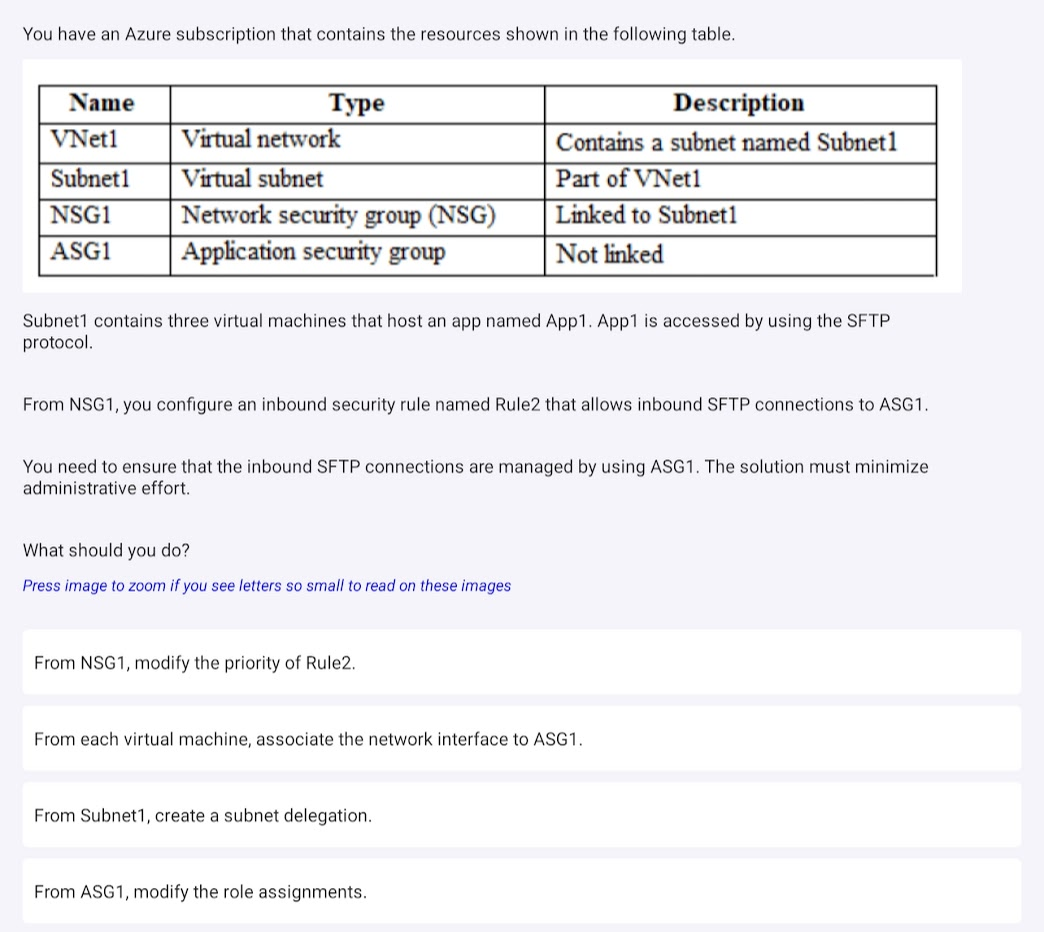 You have an Azure subscription that contains the resources shown in the following table.
Name Type Description
VNet1 Virtual network Contains a subnet named Subnet1
Subnet1 Virtual subnet Part of VNet1
NSG1 Network security group (NSG) Linked to Subnet1
ASG1 Application security group Not linked
Subnet1 contains three virtual machines that host an app named App1. App1 is accessed by using the SFTP
protocol.
From NSG1, you configure an inbound security rule named Rule2 that allows inbound SFTP connections to ASG1.
You need to ensure that the inbound SFTP connections are managed by using ASG1. The solution must minimize
administrative effort.
What should you do?
Press image to zoom if you see letters so small to read on these images
From NSG1, modify the priority of Rule2.
From each virtual machine, associate the network interface to ASG1.
From Subnet1, create a subnet delegation.
From ASG1, modify the role assignments.